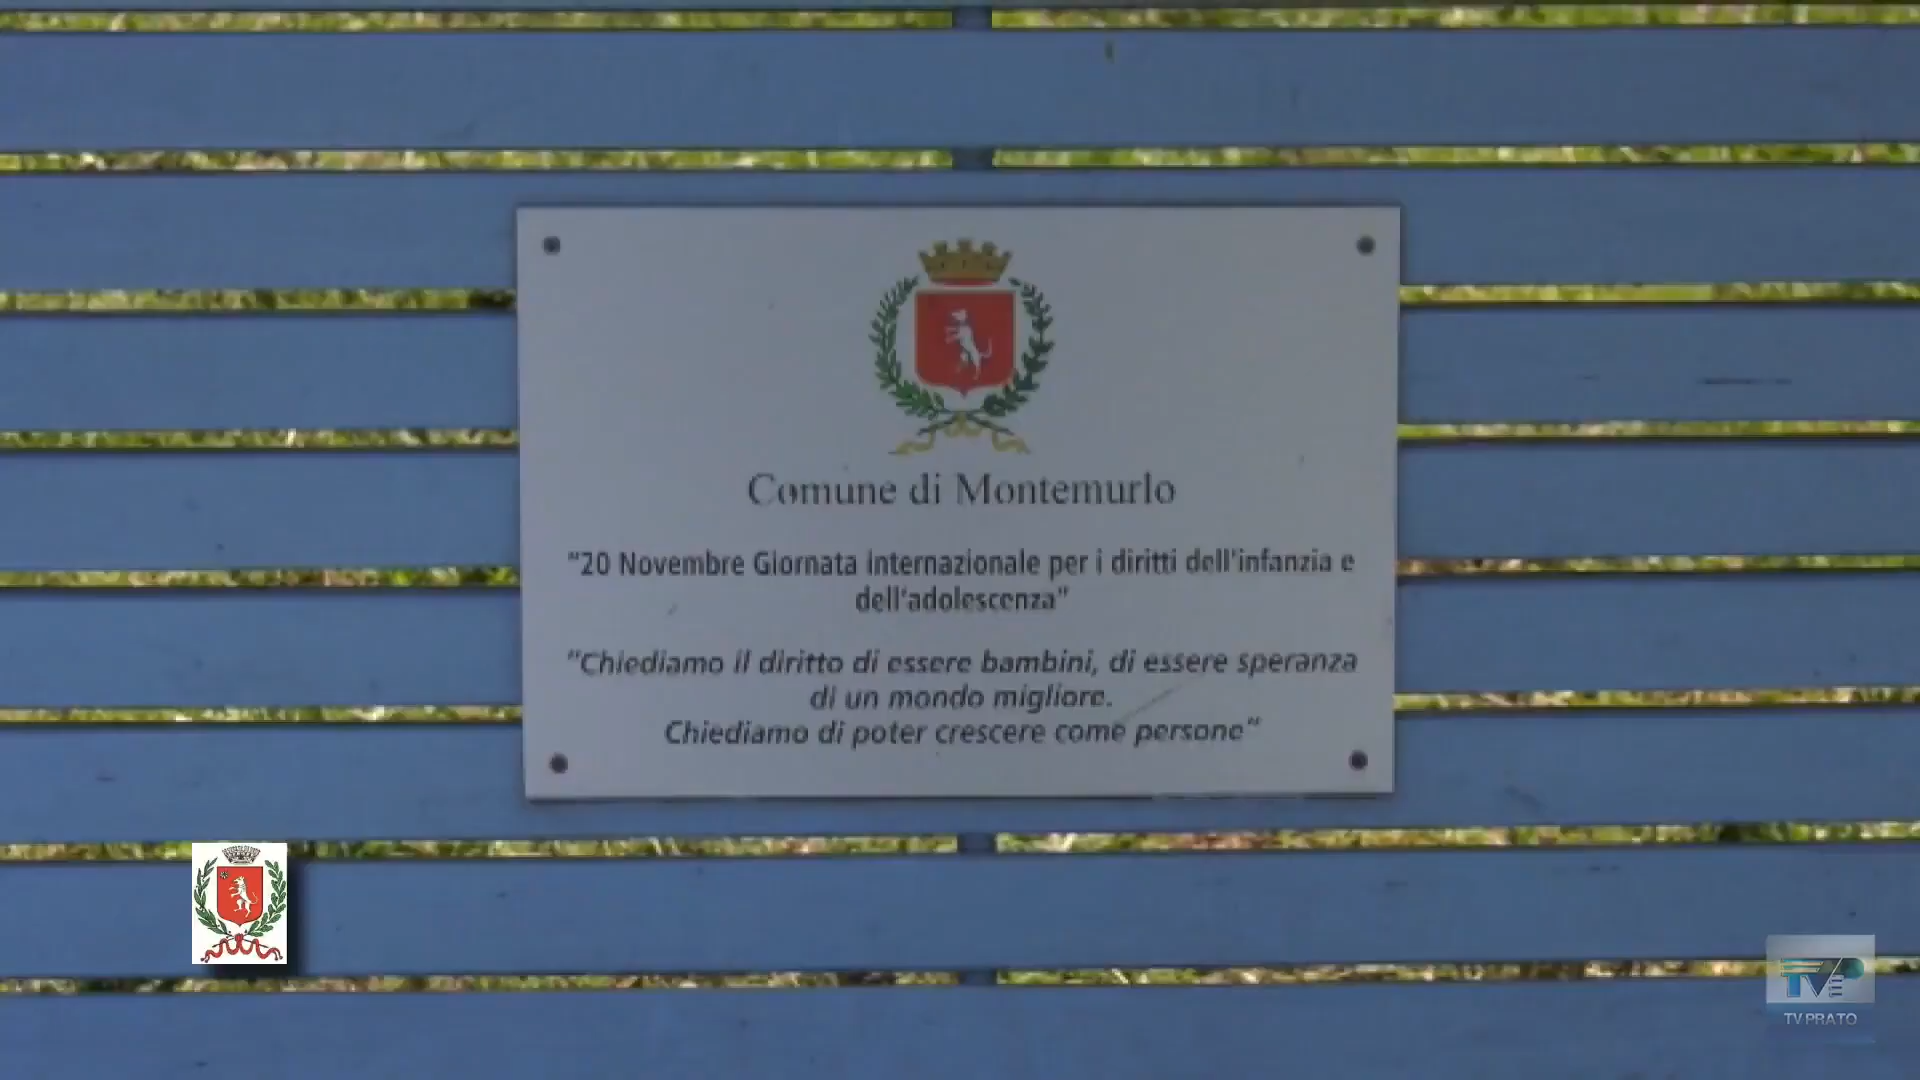 Comune di Montemurlo
"20 Novembre Giornata internazionale per i diritti dell'infanzia e
dell'adolescenza"
"Chiediamo il diritto di essere bambini, di essere speranza
di un mondo migliore.
Chiediamo di poter crescere come persone"
TV PRATO